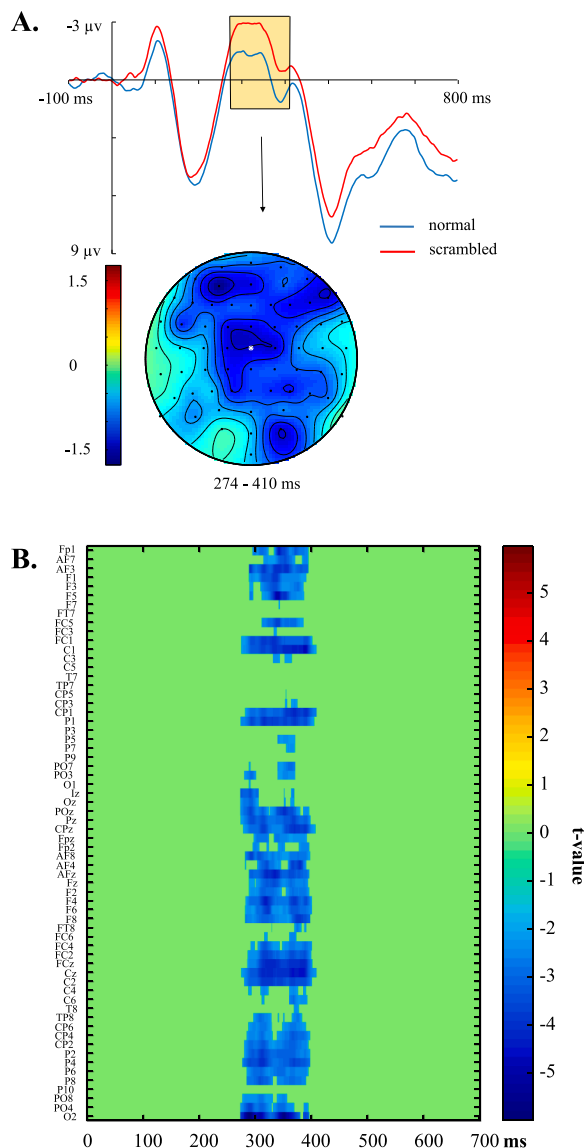 A.
-3 μv
-100 ms
800 ms
9 μv
normal
scrambled
1.5
0
-1.5
274 - 410 ms
B.
Fp1
AF7
AF3
F1
F3
F5
F7
FT7
FC5
FC3
FC1
C1
C3
C5
T7
TP7
CP5
CP3
CP1
P1
P3
P5
P7
P9
PO7
PO3
O1
Iz
Oz
POz
Pz
CPz
Fpz
Fp2
AF8
AF4
AFz
Fz
F2
F4
F6
F8
FT8
FC6
FC4
FC2
FCz
Cz
C2
C4
C6
T8
TP8
CP6
CP4
CP2
P2
P4
P6
P8
P10
PO8
PO4
O2
0 100 200 300 400 500 600 700 ms
5
4
3
2
1
0
-1
-2
-3
-4
-5
t-value